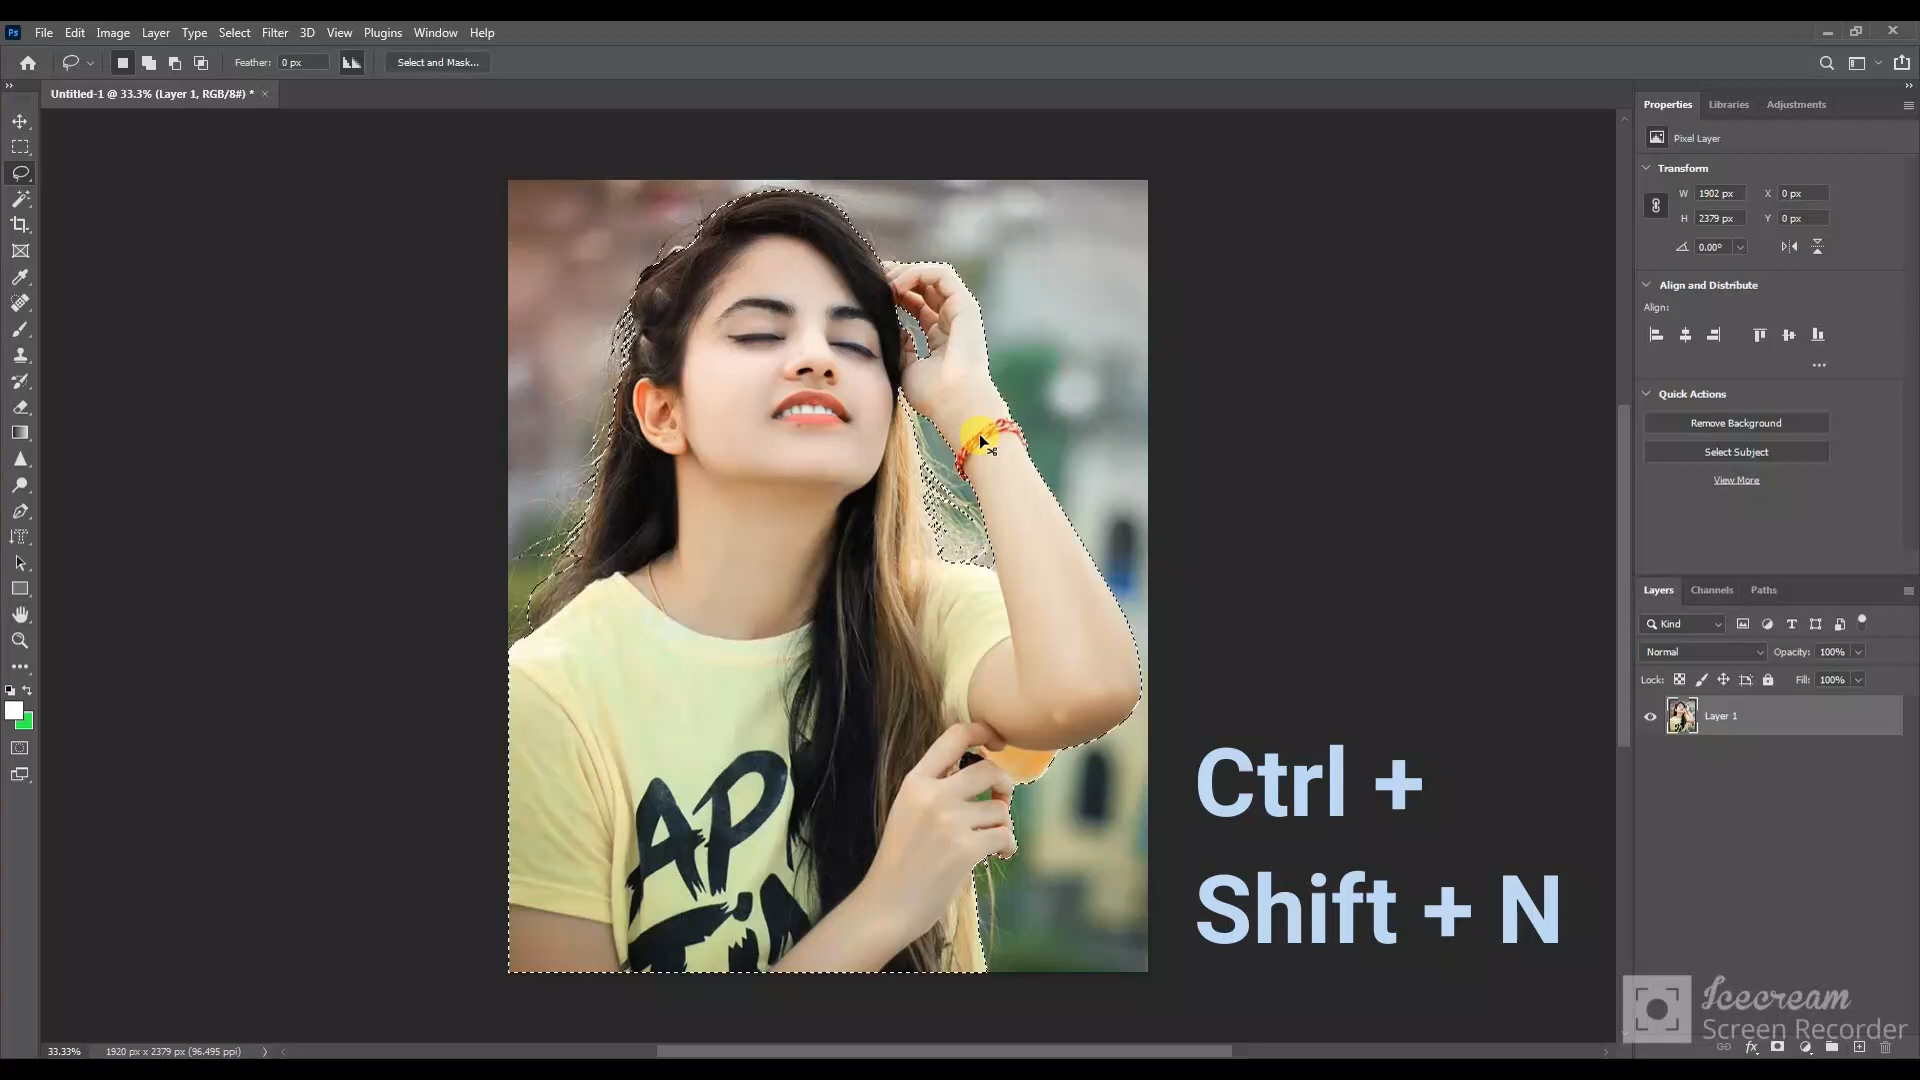 Ps File Edit Image Layer Type Select Filter 3D View Plugins Window Help
Feather: 0 px Select and Mask...
Untitled-1 @ 33.3% (Layer 1, RGB/8#) * ×
Properties Libraries Adjustments
Pixel Layer
Transform
W 1902 px X 0 px
H 2379 px Y 0 px
0.00°
Align and Distribute
Align:
Quick Actions
Remove Background
Select Subject
View More
Layers Channels Paths
Kind
Normal Opacity: 100%
Lock: Fill: 100%
Layer 1
AP
Ctrl +
Shift + N
Icecream
Screen Recorder
33.33% 1920 px x 2379 px (96.495 ppi)